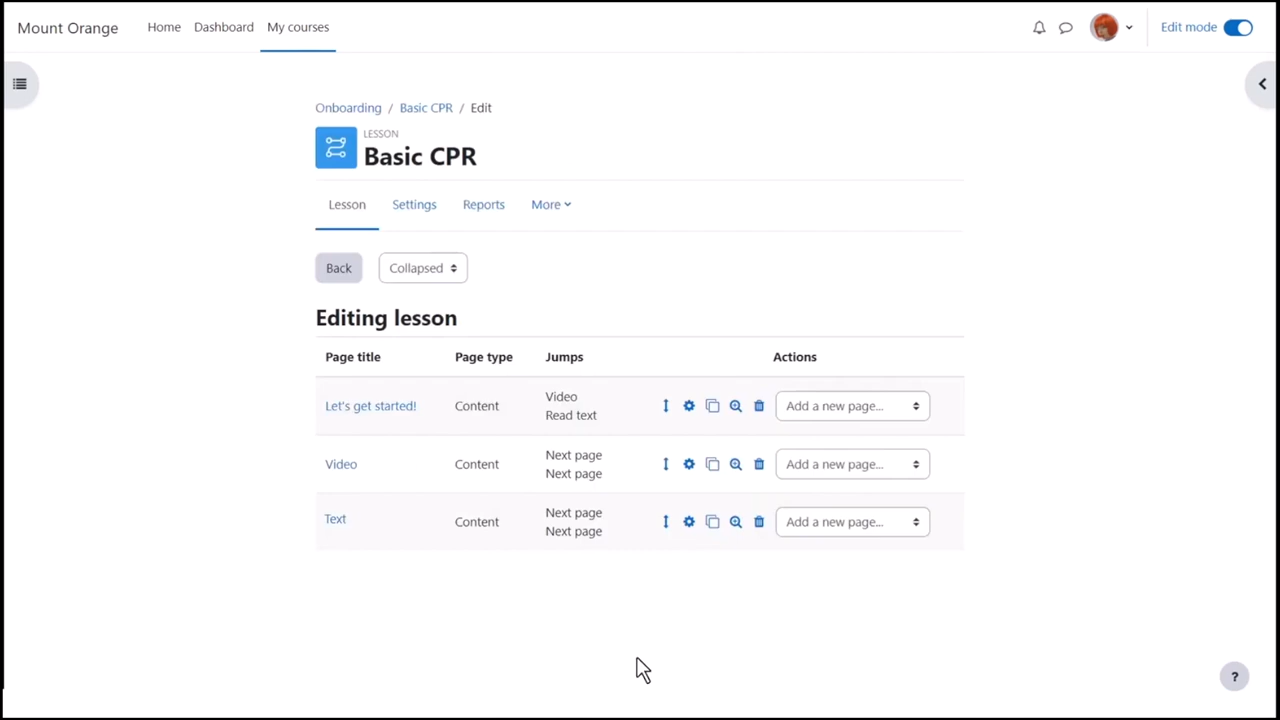 Mount Orange Home Dashboard My courses Edit mode
Onboarding / Basic CPR / Edit
LESSON
Basic CPR
Lesson Settings Reports More
Back Collapsed
Editing lesson
Page title Page type Jumps Actions
Let's get started! Content Video Add a new page...
Read text
Video Content Next page Add a new page...
Next page
Text Content Next page Add a new page...
Next page
?